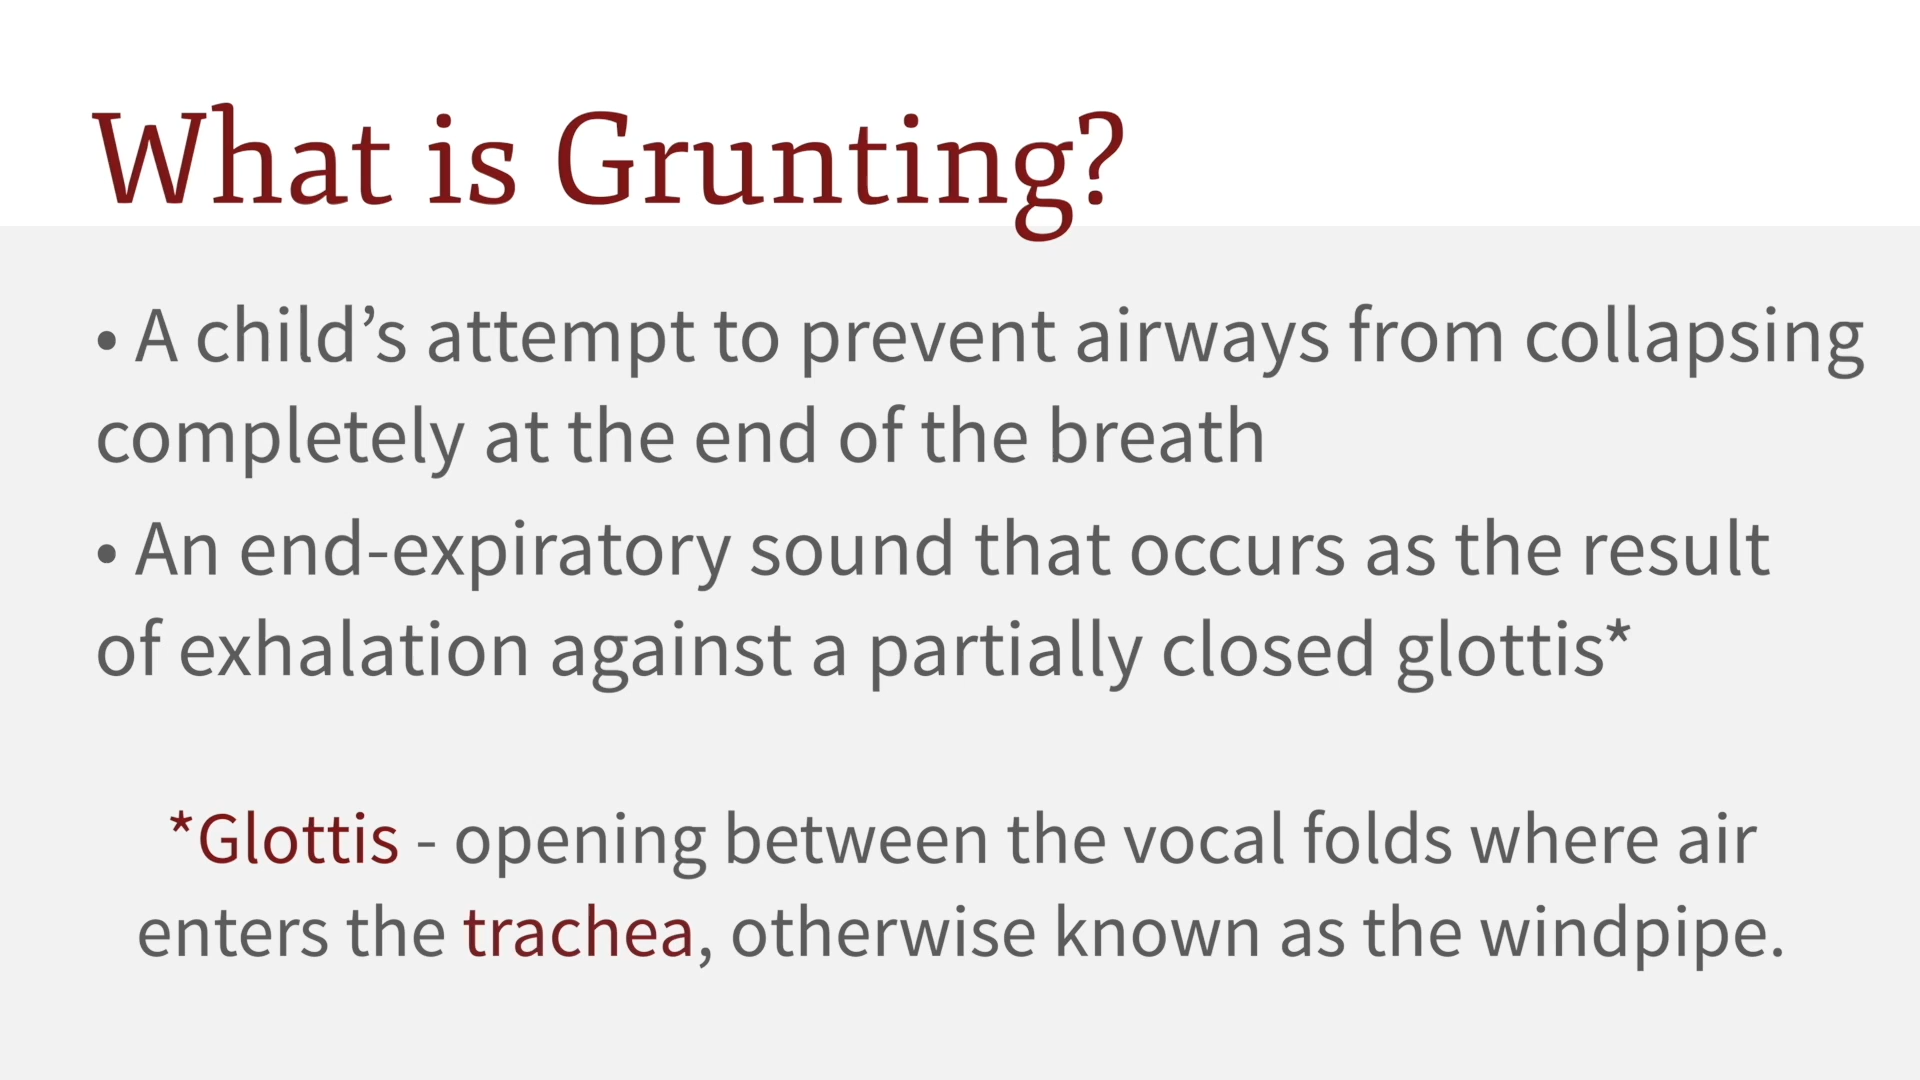 What is Grunting?
• A child’s attempt to prevent airways from collapsing
completely at the end of the breath
• An end-expiratory sound that occurs as the result
of exhalation against a partially closed glottis*
*Glottis - opening between the vocal folds where air
enters the trachea, otherwise known as the windpipe.